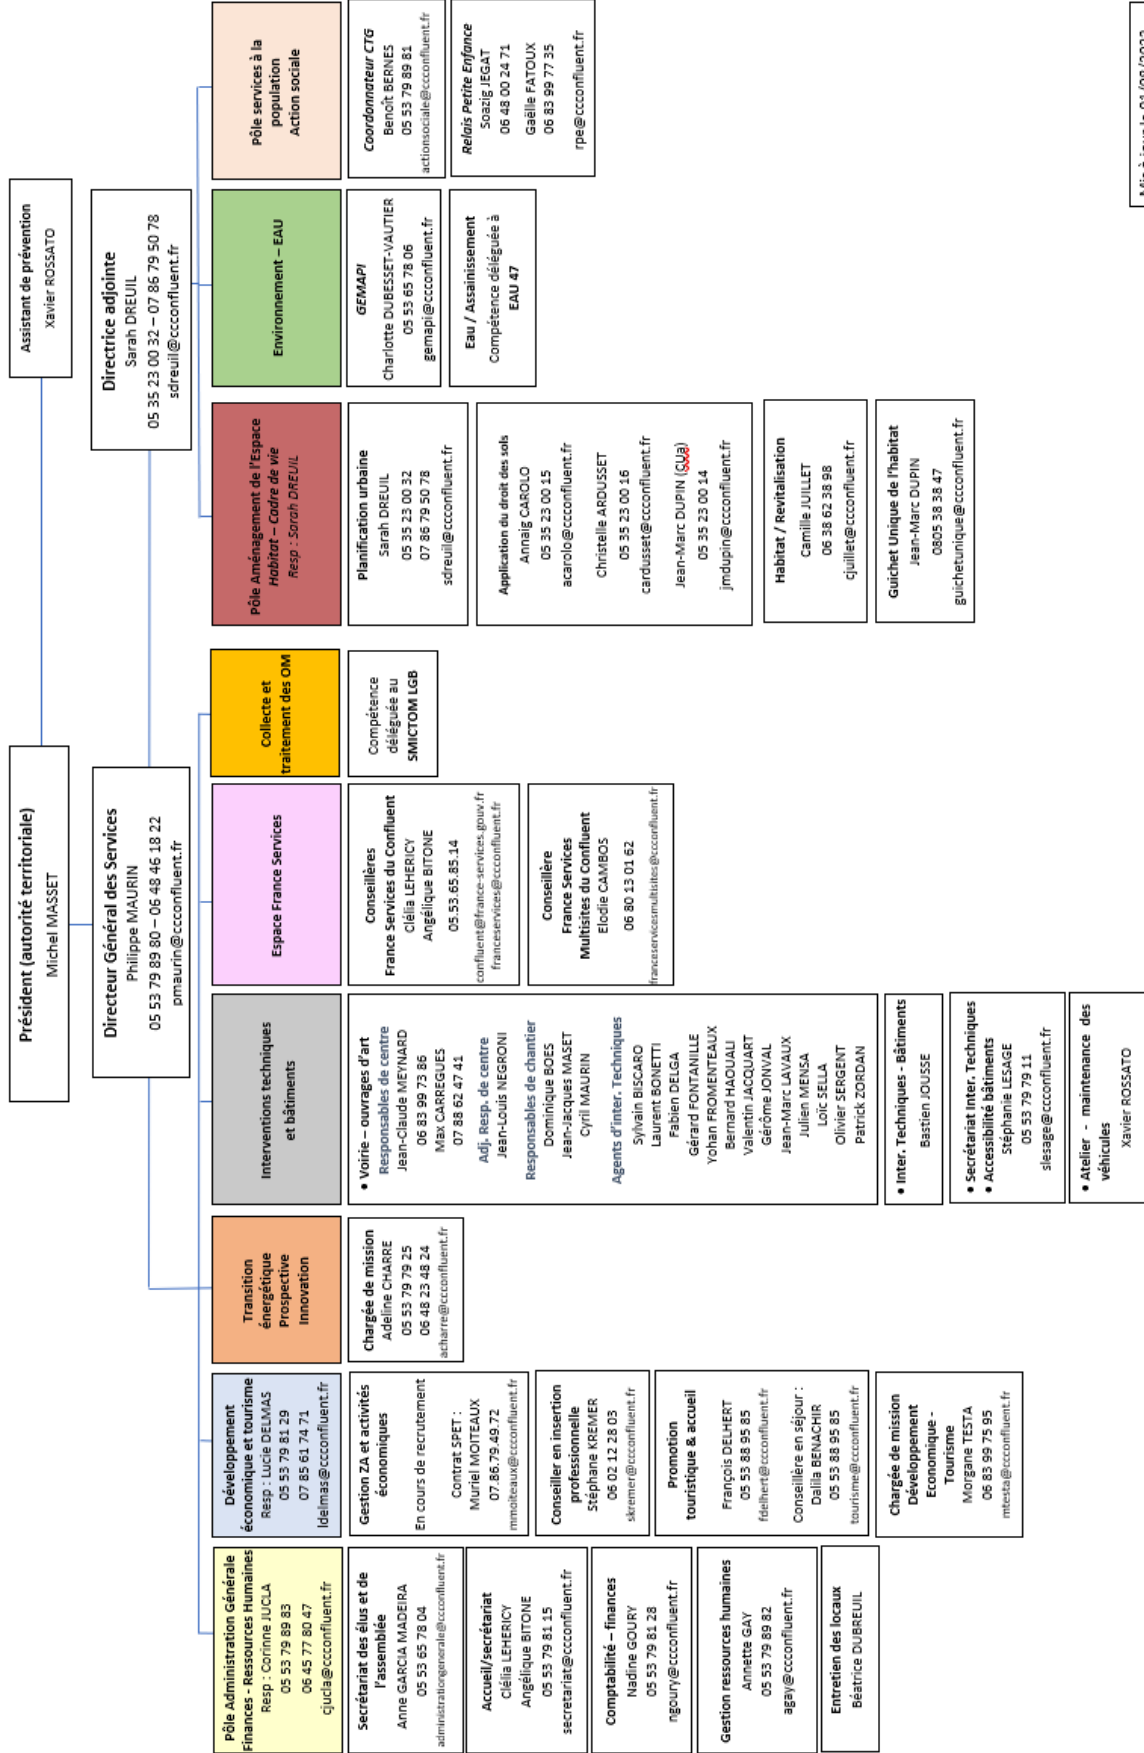 Président (autorité territoriale)
Michel MASSET
Assistant de prévention
Xavier ROSSATO
Directeur Général des Services
Philippe MAURIN
05 53 79 89 80 – 06 48 46 18 22
pmaurin@ccconfluent.fr
Directrice adjointe
Sarah DREUIL
05 35 23 00 32 – 07 86 79 50 78
sdreuil@ccconfluent.fr
Pôle Administration Générale
Finances - Ressources Humaines
Resp : Corinne JUCLA
05 53 79 89 83
06 45 77 80 47
cjucla@ccconfluent.fr
Secrétariat des élus et de
l'assemblée
Anne GARCIA MADEIRA
05 53 65 78 04
administrationgenerale@ccconfluent.fr
Accueil/secrétariat
Clélia LEHERICY
Angélique BITONE
05 53 79 81 15
secretariat@ccconfluent.fr
Comptabilité – finances
Nadine GOURY
05 53 79 81 28
ngoury@ccconfluent.fr
Gestion ressources humaines
Annette GAY
05 53 79 89 82
agay@ccconfluent.fr
Entretien des locaux
Béatrice DUBREUIL
Développement
économique et tourisme
Resp : Lucie DELMAS
05 53 79 81 29
07 85 61 74 71
ldelmas@ccconfluent.fr
Gestion ZA et activités
économiques
En cours de recrutement
Contrat SPET :
Muriel MOITEAUX
07.86.79.49.72
mmoiteaux@ccconfluent.fr
Conseiller en insertion
professionnelle
Stéphane KREMER
06 02 12 28 03
skremer@ccconfluent.fr
Promotion
touristique & accueil
François DELHERT
05 53 88 95 85
fdelhert@ccconfluent.fr
Conseillère en séjour :
Dalila BENACHIR
05 53 88 95 85
tourisme@ccconfluent.fr
Chargée de mission
Développement
Economique -
Tourisme
Morgane TESTA
06 83 99 75 95
mtesta@ccconfluent.fr
Transition
énergétique
Prospective
Innovation
Chargée de mission
Adeline CHARRE
05 53 79 79 25
06 48 23 48 24
acharre@ccconfluent.fr
Interventions techniques
et bâtiments
• Voirie – ouvrages d'art
Responsables de centre
Jean-Claude MEYNARD
06 83 99 73 86
Max CARREGUES
07 88 62 47 41
Adj. Resp. de centre
Jean-Louis NEGRONI
Responsables de chantier
Dominique BOES
Jean-Jacques MASET
Cyril MAURIN
Agents d'inter. Techniques
Sylvain BISCARO
Laurent BONETTI
Fabien DELGA
Gérard FONTANILLE
Yohan FROMENTEAUX
Bernard HAOUALI
Valentin JACQUART
Gérôme JONVAL
Jean-Marc LAVAUX
Julien MENSA
Loïc SELLA
Olivier SERGENT
Patrick ZORDAN
• Inter. Techniques - Bâtiments
Bastien JOUSSE
• Secrétariat Inter. Techniques
• Accessibilité bâtiments
Stéphanie LESAGE
05 53 79 79 11
slesage@ccconfluent.fr
• Atelier - maintenance des
véhicules
Xavier ROSSATO
Espace France Services
Conseillères
France Services du Confluent
Clélia LEHERICY
Angélique BITONE
05.53.65.85.14
confluent@france-services.gouv.fr
franceservices@ccconfluent.fr
Conseillère
France Services
Multisites du Confluent
Elodie CAMBOS
06 80 13 01 62
franceservicesmultisites@ccconfluent.fr
Collecte et
traitement des OM
Compétence
déléguée au
SMICTOM LGB
Pôle Aménagement de l'Espace
Habitat – Cadre de vie
Resp : Sarah DREUIL
Planification urbaine
Sarah DREUIL
05 35 23 00 32
07 86 79 50 78
sdreuil@ccconfluent.fr
Application du droit des sols
Annaig CAROLO
05 35 23 00 15
acarolo@ccconfluent.fr
Christelle ARDUSSET
05 35 23 00 16
cardusset@ccconfluent.fr
Jean-Marc DUPIN (CUa)
05 35 23 00 14
jmdupin@ccconfluent.fr
Habitat / Revitalisation
Camille JUILLET
06 38 62 38 98
cjuillet@ccconfluent.fr
Guichet Unique de l'habitat
Jean-Marc DUPIN
0805 38 38 47
guichetunique@ccconfluent.fr
Environnement – EAU
GEMAPI
Charlotte DUBESSET-VAUTIER
05 53 65 78 06
gemapi@ccconfluent.fr
Eau / Assainissement
Compétence déléguée à
EAU 47
Pôle services à la
population
Action sociale
Coordonnateur CTG
Benoît BERNES
05 53 79 89 81
actionsociale@ccconfluent.fr
Relais Petite Enfance
Soazig JEGAT
06 48 00 24 71
Gaëlle FATOUX
06 83 99 77 35
rpe@ccconfluent.fr